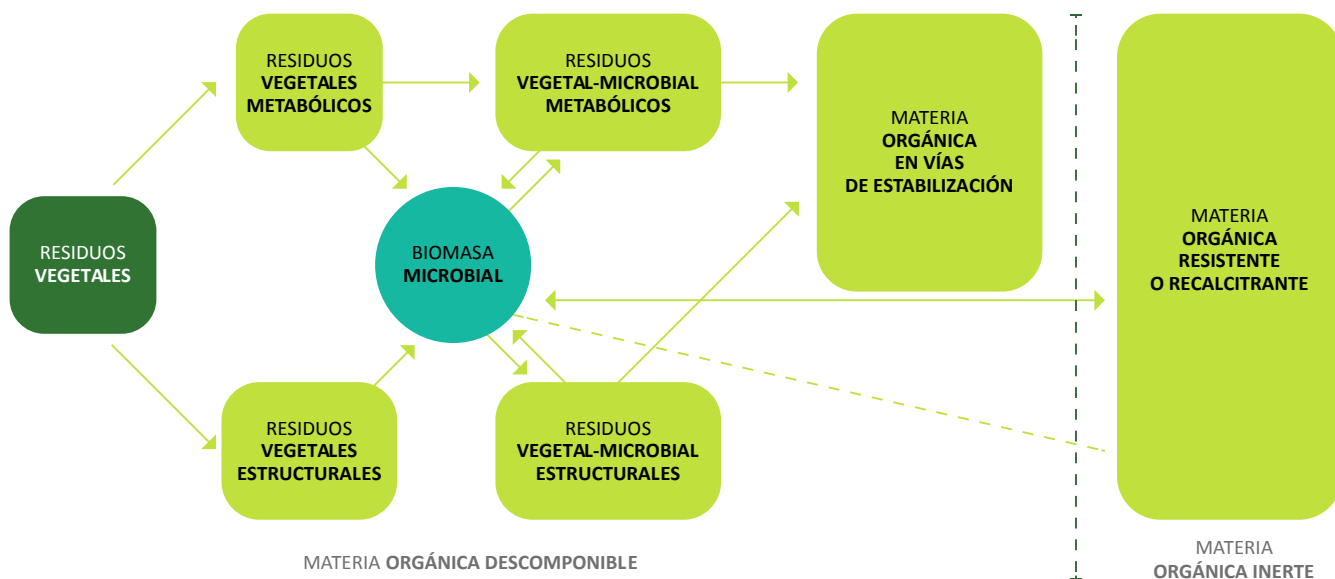 RESIDUOS
VEGETALES
RESIDUOS
VEGETALES
METABÓLICOS
RESIDUOS
VEGETAL-MICROBIAL
METABÓLICOS
MATERIA
ORGÁNICA
EN VÍAS
DE ESTABILIZACIÓN
BIOMASA
MICROBIAL
MATERIA
ORGÁNICA
RESISTENTE
O RECALCITRANTE
RESIDUOS
VEGETALES
ESTRUCTURALES
RESIDUOS
VEGETAL-MICROBIAL
ESTRUCTURALES
MATERIA ORGÁNICA DESCOMPONIBLE
MATERIA
ORGÁNICA INERTE